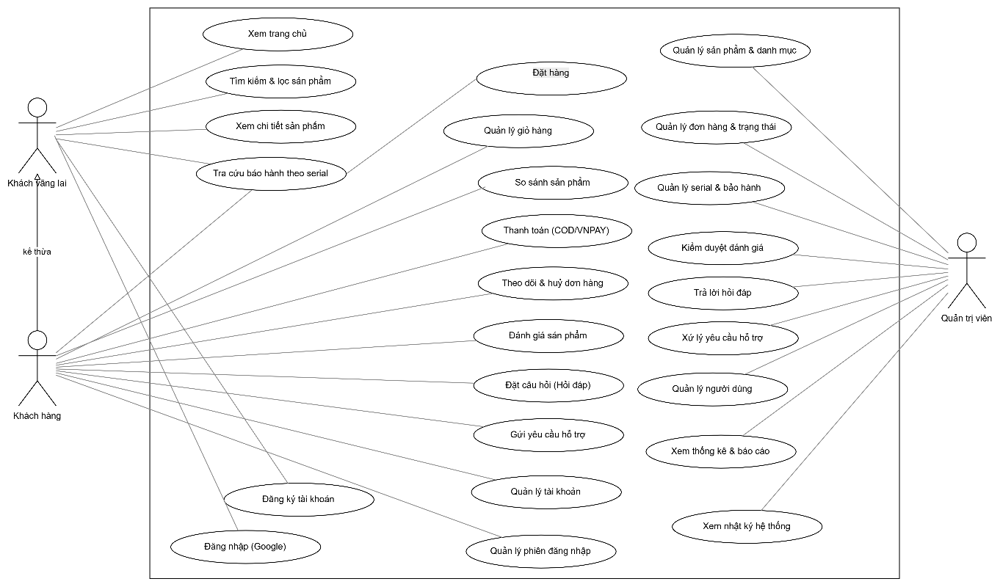 Xem trang chủ
Tìm kiếm & lọc sản phẩm
Xem chi tiết sản phẩm
Tra cứu bảo hành theo serial
Đăng ký tài khoản
Đăng nhập (Google)
Đặt hàng
Quản lý giỏ hàng
So sánh sản phẩm
Thanh toán (COD/VNPAY)
Theo dõi & huỷ đơn hàng
Đánh giá sản phẩm
Đặt câu hỏi (Hỏi đáp)
Gửi yêu cầu hỗ trợ
Quản lý tài khoản
Quản lý phiên đăng nhập
Quản lý sản phẩm & danh mục
Quản lý đơn hàng & trạng thái
Quản lý serial & bảo hành
Kiểm duyệt đánh giá
Trả lời hỏi đáp
Xử lý yêu cầu hỗ trợ
Quản lý người dùng
Xem thống kê & báo cáo
Xem nhật ký hệ thống
Khách vãng lai
kế thừa
Khách hàng
Quản trị viên